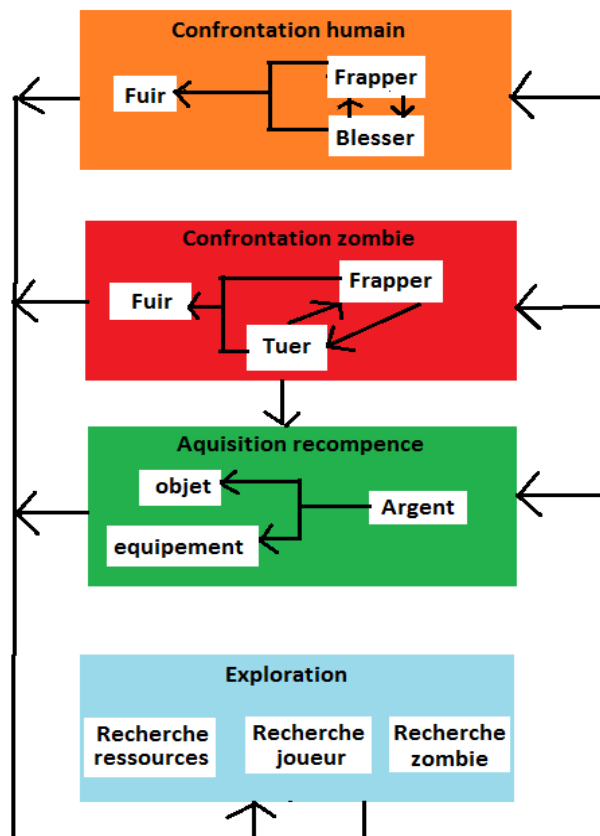 Confrontation humain
Fuir
Frapper
Blesser
Confrontation zombie
Frapper
Fuir
Tuer
Aquisition recompence
objet
Argent
equipement
Exploration
Recherche
ressources
Recherche
joueur
Recherche
zombie